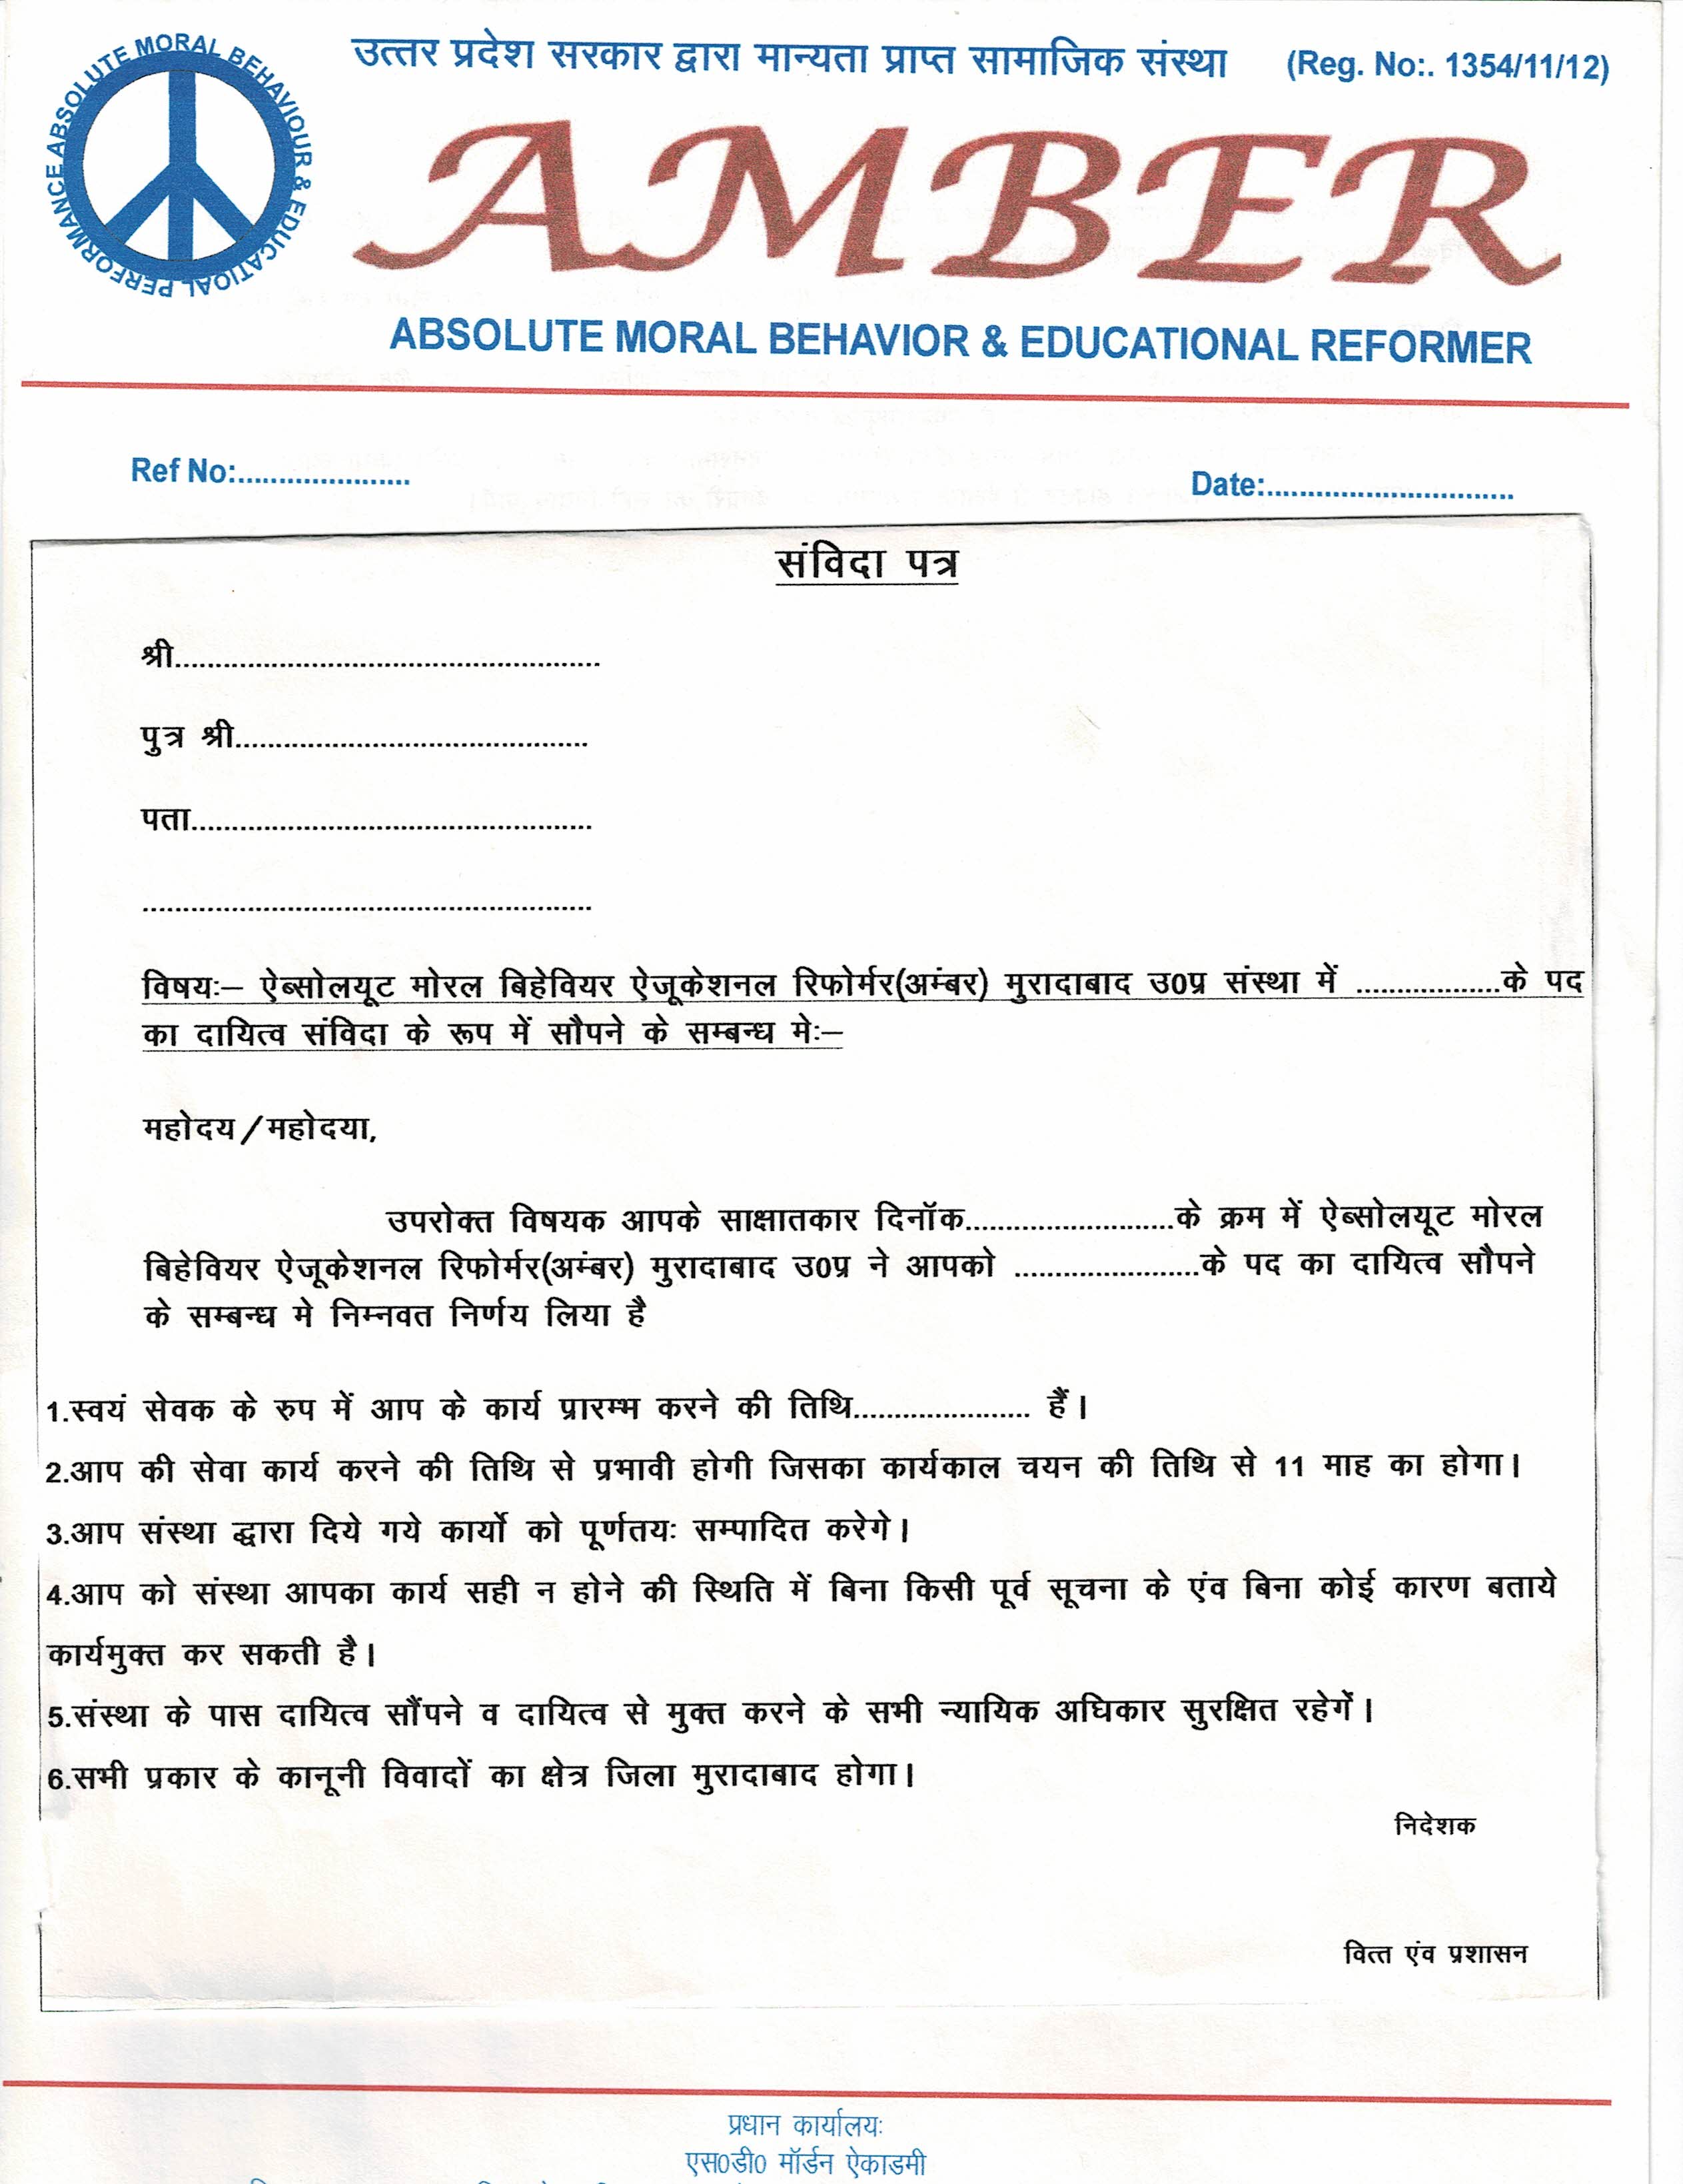 ABSOLUTE MORAL BEHAVIOUR & EDUCATIOAL PERFORMANCE
उत्तर प्रदेश सरकार द्वारा मान्यता प्राप्त सामाजिक संस्था (Reg. No:. 1354/11/12)
AMBER
ABSOLUTE MORAL BEHAVIOR & EDUCATIONAL REFORMER
Ref No:..................... Date:..............................
संविदा पत्र
श्री....................................................
पुत्र श्री...........................................
पता.................................................
.......................................................
विषयः– ऐब्सोलयूट मोरल बिहेवियर ऐजूकेशनल रिफोर्मर(अम्बर) मुरादाबाद उ0प्र संस्था में ..................के पद
का दायित्व संविदा के रूप में सौपने के सम्बन्ध मेः–
महोदय/महोदया,
उपरोक्त विषयक आपके साक्षातकार दिनॉक..........................के क्रम में ऐब्सोलयूट मोरल
बिहेवियर ऐजूकेशनल रिफोर्मर(अम्बर) मुरादाबाद उ0प्र ने आपको .......................के पद का दायित्व सौपने
के सम्बन्ध मे निम्नवत निर्णय लिया है
1.स्वयं सेवक के रुप में आप के कार्य प्रारम्भ करने की तिथि...................... हैं।
2.आप की सेवा कार्य करने की तिथि से प्रभावी होगी जिसका कार्यकाल चयन की तिथि से 11 माह का होगा।
3.आप संस्था द्धारा दिये गये कार्यो को पूर्णतयः सम्पादित करेगे।
4.आप को संस्था आपका कार्य सही न होने की स्थिति में बिना किसी पूर्व सूचना के एंव बिना कोई कारण बताये
कार्यमुक्त कर सकती है।
5.संस्था के पास दायित्व सौंपने व दायित्व से मुक्त करने के सभी न्यायिक अधिकार सुरक्षित रहेगें।
6.सभी प्रकार के कानूनी विवादों का क्षेत्र जिला मुरादाबाद होगा।
निदेशक
वित्त एंव प्रशासन
प्रधान कार्यालयः
एस0डी0 मॉर्डन ऐकाडमी